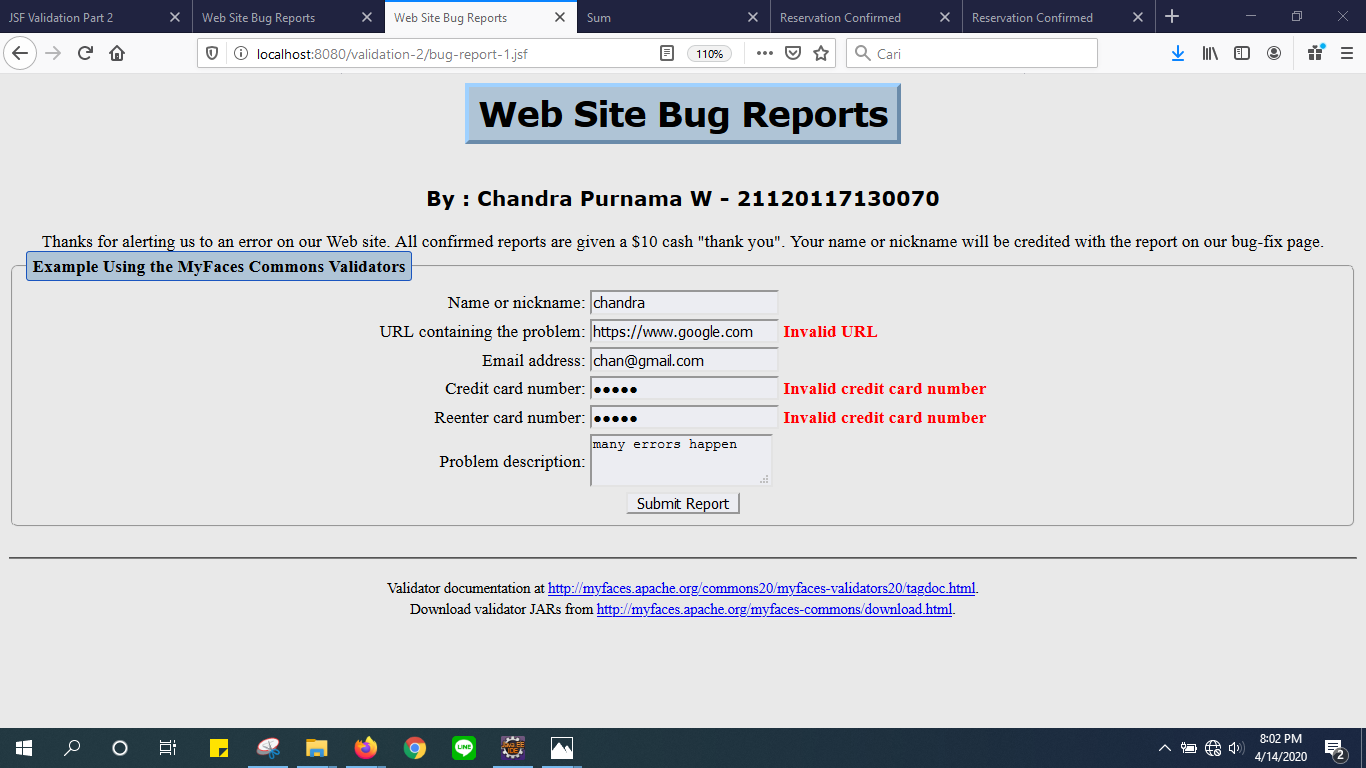 JSF Validation Part 2
Web Site Bug Reports
Web Site Bug Reports
Sum
Reservation Confirmed
Reservation Confirmed
localhost:8080/validation-2/bug-report-1.jsf
110%
Cari
Web Site Bug Reports
By : Chandra Purnama W - 21120117130070
Thanks for alerting us to an error on our Web site. All confirmed reports are given a $10 cash "thank you". Your name or nickname will be credited with the report on our bug-fix page.
Example Using the MyFaces Commons Validators
Name or nickname: chandra
URL containing the problem: https://www.google.com Invalid URL
Email address: chan@gmail.com
Credit card number: ●●●●● Invalid credit card number
Reenter card number: ●●●●● Invalid credit card number
Problem description: many errors happen
Submit Report
Validator documentation at http://myfaces.apache.org/commons20/myfaces-validators20/tagdoc.html.
Download validator JARs from http://myfaces.apache.org/myfaces-commons/download.html.
LINE
8:02 PM
4/14/2020
2